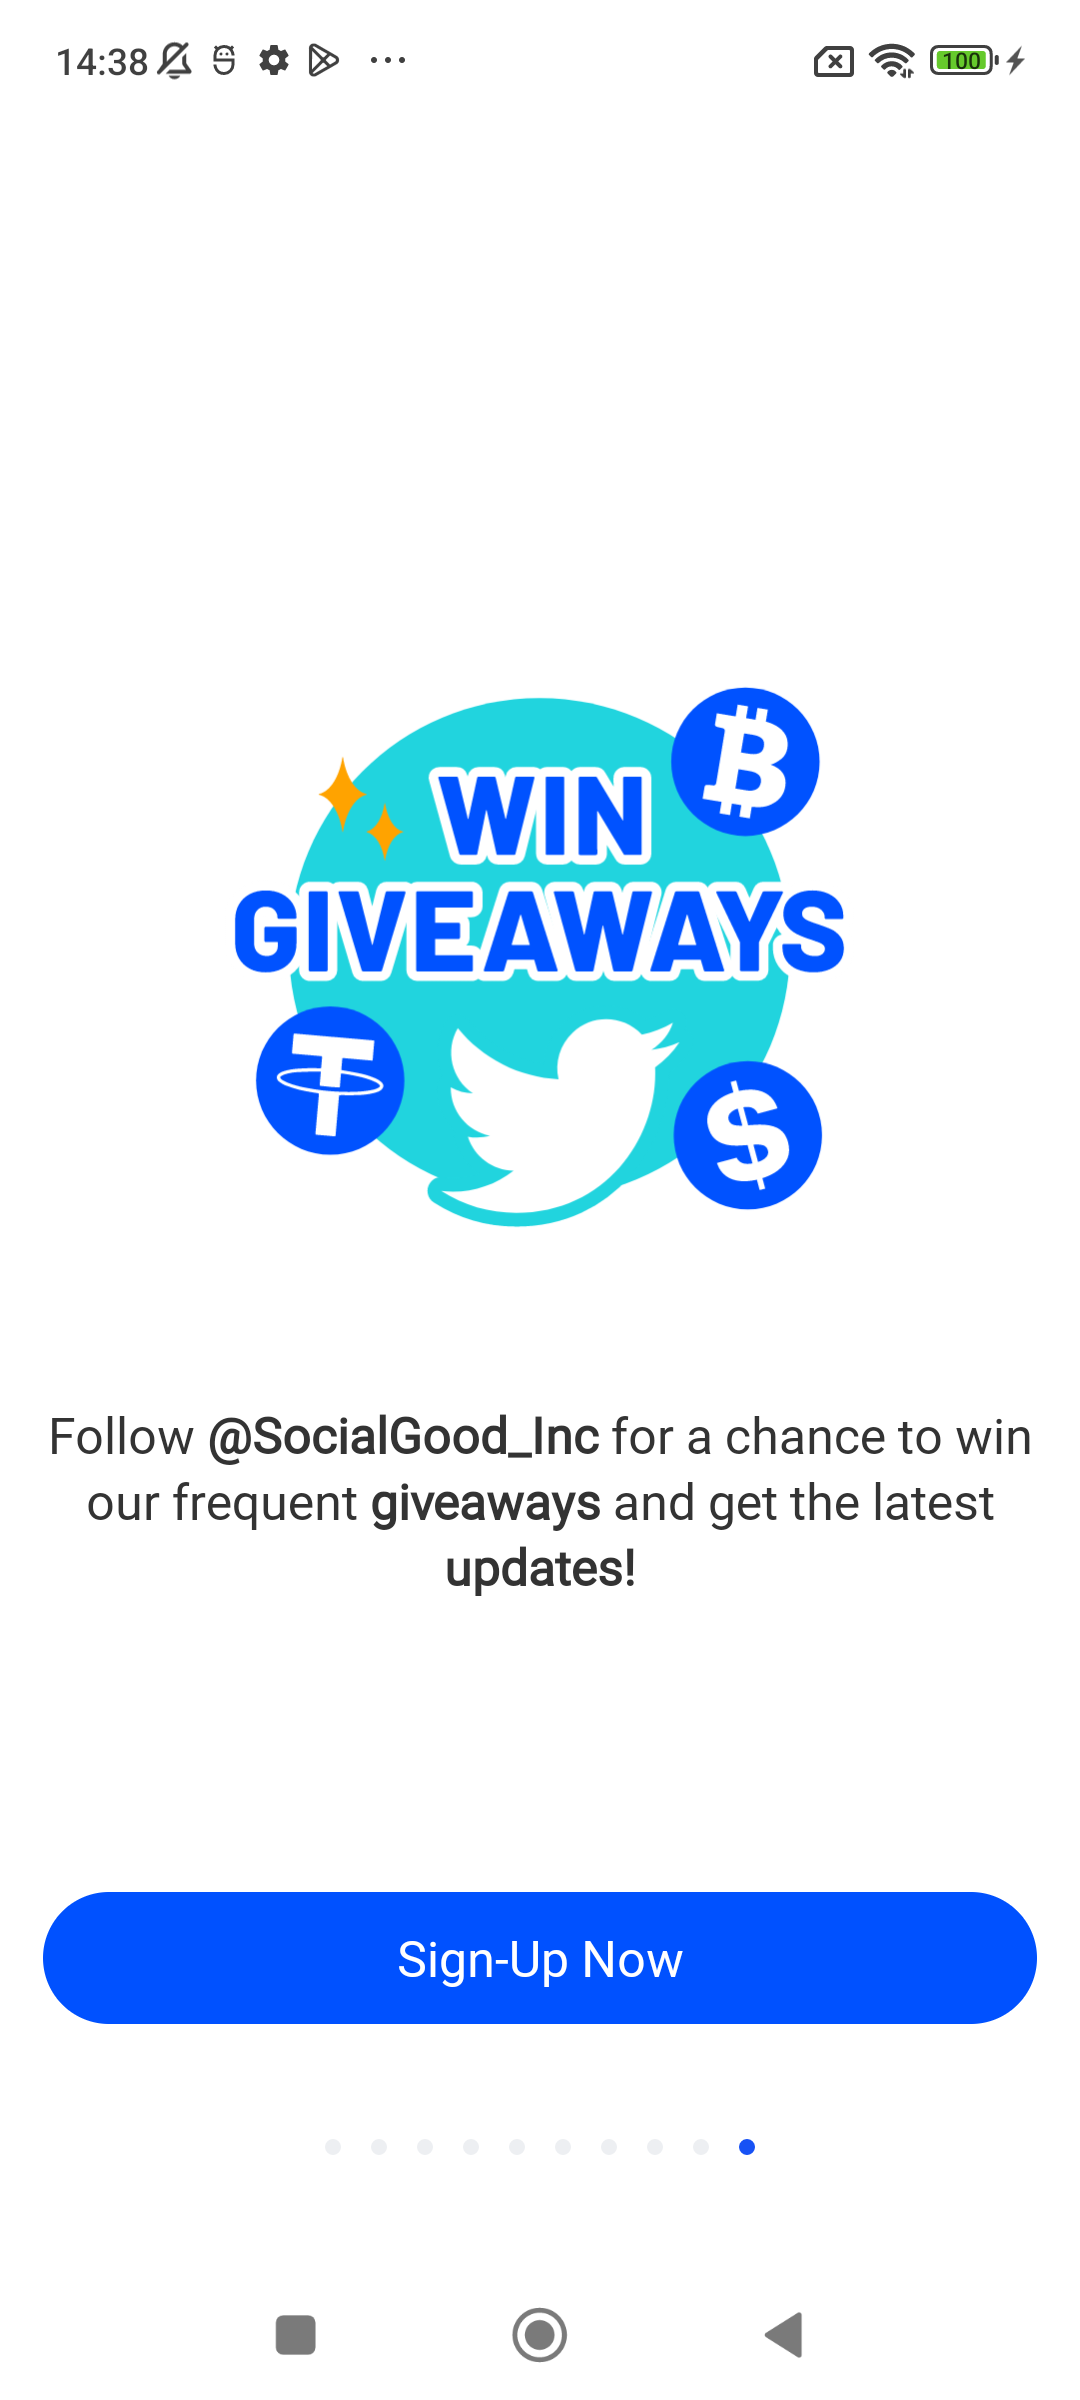 14:38
100
WIN
GIVEAWAYS
Follow @SocialGood_Inc for a chance to win
our frequent giveaways and get the latest
updates!
Sign-Up Now